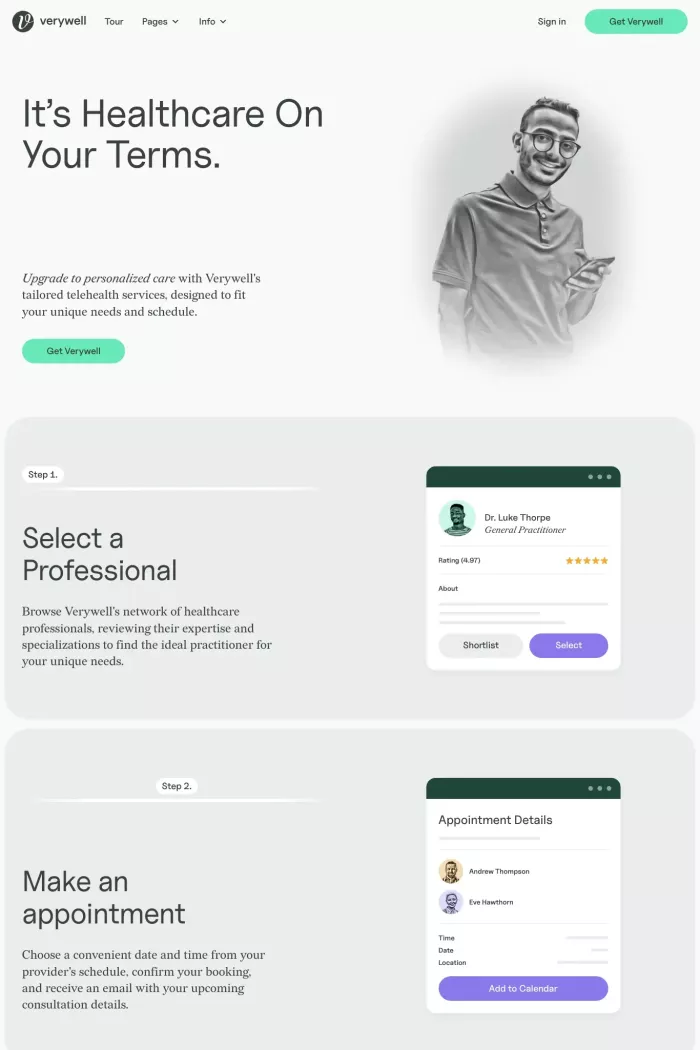 verywell Tour Pages Info Sign in Get Verywell
It’s Healthcare On
Your Terms.
Upgrade to personalized care with Verywell’s
tailored telehealth services, designed to fit
your unique needs and schedule.
Get Verywell
Step 1.
Select a
Professional
Browse Verywell’s network of healthcare
professionals, reviewing their expertise and
specializations to find the ideal practitioner for
your unique needs.
Dr. Luke Thorpe
General Practitioner
Rating (4.97)
About
Shortlist Select
Step 2.
Make an
appointment
Choose a convenient date and time from your
provider’s schedule, confirm your booking,
and receive an email with your upcoming
consultation details.
Appointment Details
Andrew Thompson
Eve Hawthorn
Time
Date
Location
Add to Calendar